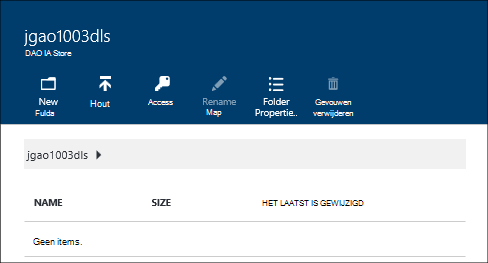 jgao1003dls
DAO IA Store
New
Fulda
Hout
Access
Rename
Map
Folder
Propertie..
Gevouwen
verwijderen
jgao1003dls
NAME SIZE HET LAATST IS GEWIJZIGD
Geen items.